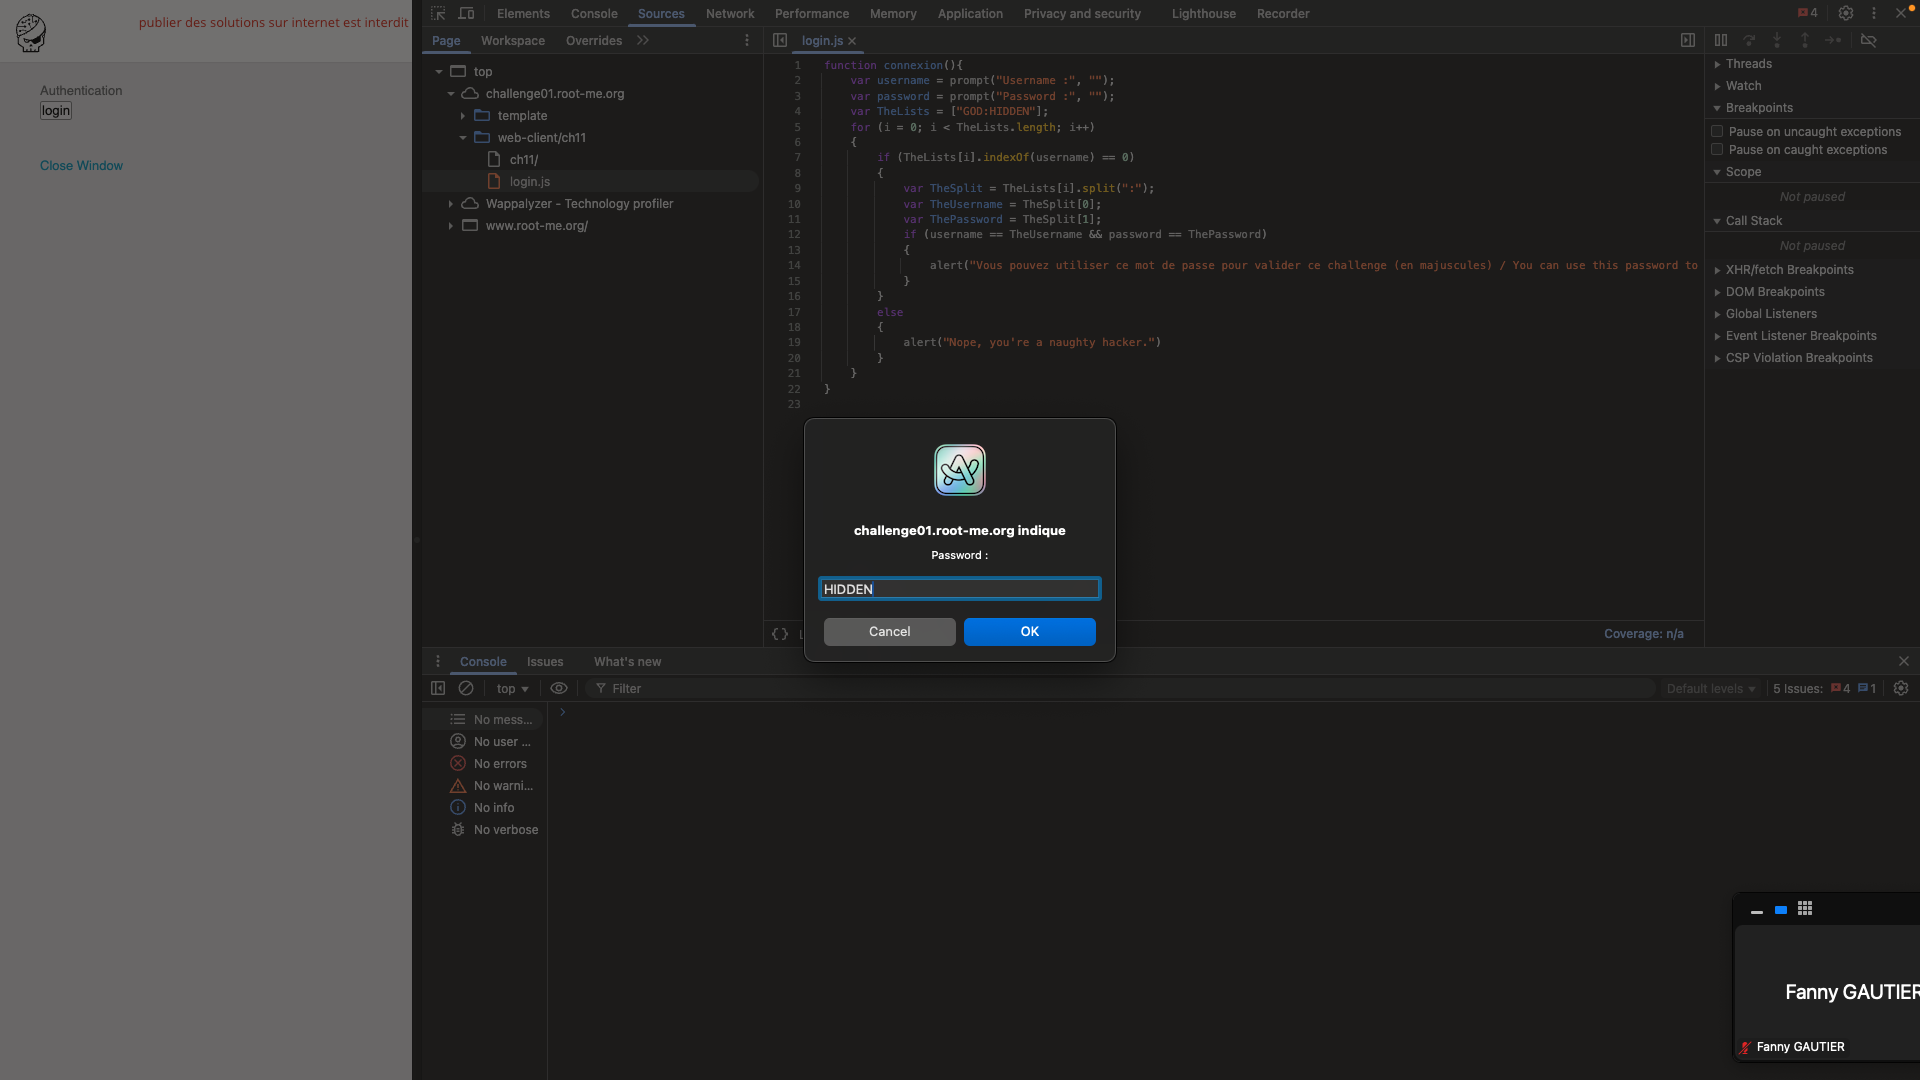 publier des solutions sur internet est interdit
Authentication
login
Close Window
Elements Console Sources Network Performance Memory Application Privacy and security Lighthouse Recorder
4
Page Workspace Overrides
top
challenge01.root-me.org
template
web-client/ch11
ch11/
login.js
Wappalyzer - Technology profiler
www.root-me.org/
login.js
1 function connexion(){
2 var username = prompt("Username :", "");
3 var password = prompt("Password :", "");
4 var TheLists = ["GOD:HIDDEN"];
5 for (i = 0; i < TheLists.length; i++)
6 {
7 if (TheLists[i].indexOf(username) == 0)
8 {
9 var TheSplit = TheLists[i].split(":");
10 var TheUsername = TheSplit[0];
11 var ThePassword = TheSplit[1];
12 if (username == TheUsername && password == ThePassword)
13 {
14 alert("Vous pouvez utiliser ce mot de passe pour valider ce challenge (en majuscules) / You can use this password to
15 }
16 }
17 else
18 {
19 alert("Nope, you're a naughty hacker.")
20 }
21 }
22 }
23
{} L
Coverage: n/a
Threads
Watch
Breakpoints
Pause on uncaught exceptions
Pause on caught exceptions
Scope
Not paused
Call Stack
Not paused
XHR/fetch Breakpoints
DOM Breakpoints
Global Listeners
Event Listener Breakpoints
CSP Violation Breakpoints
challenge01.root-me.org indique
Password :
HIDDEN
Cancel OK
Console Issues What's new
top Filter Default levels 5 Issues: 4 1
No mess...
No user ...
No errors
No warni...
No info
No verbose
Fanny GAUTIER
Fanny GAUTIER